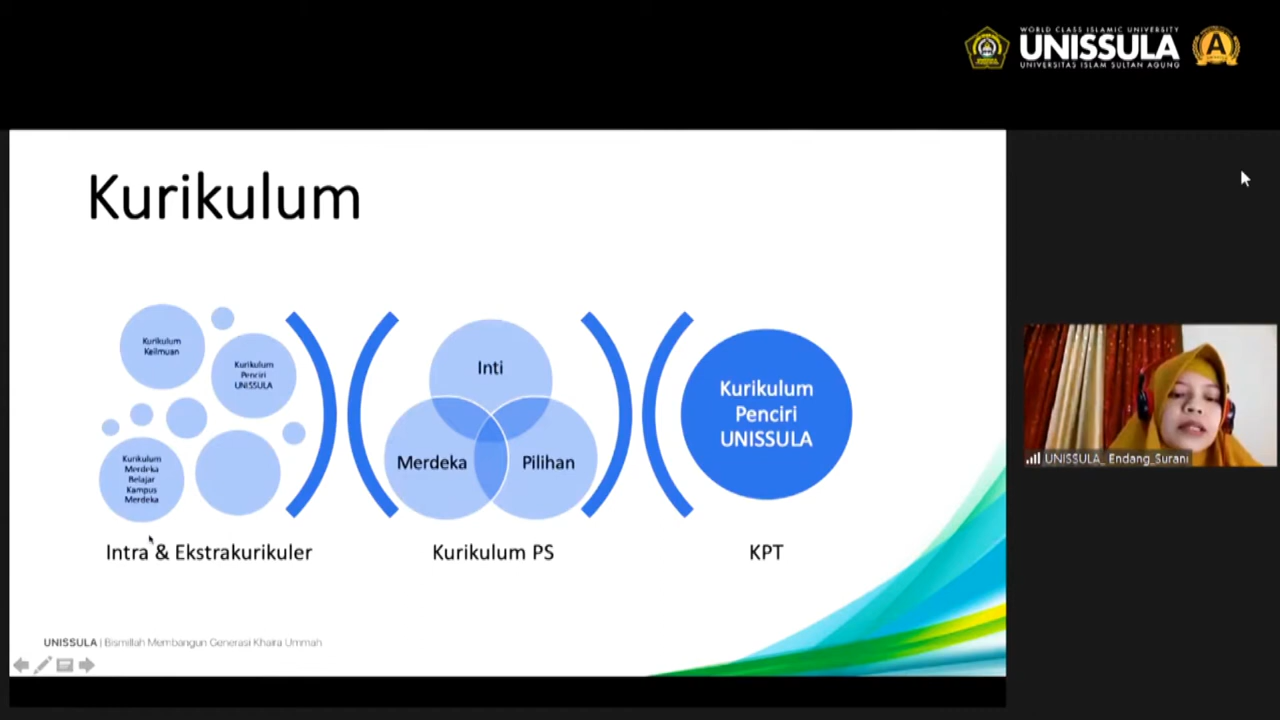 WORLD CLASS ISLAMIC UNIVERSITY
UNISSULA
UNIVERSITAS ISLAM SULTAN AGUNG
A
Kurikulum
Kurikulum
Keilmuan
Kurikulum
Penciri
UNISSULA
Kurikulum
Merdeka
Belajar
Kampus
Merdeka
Intra & Ekstrakurikuler
Inti
Merdeka
Pilihan
Kurikulum PS
Kurikulum
Penciri
UNISSULA
KPT
UNISSULA_ Endang_Surani
UNISSULA | Bismillah Membangun Generasi Khaira Ummah